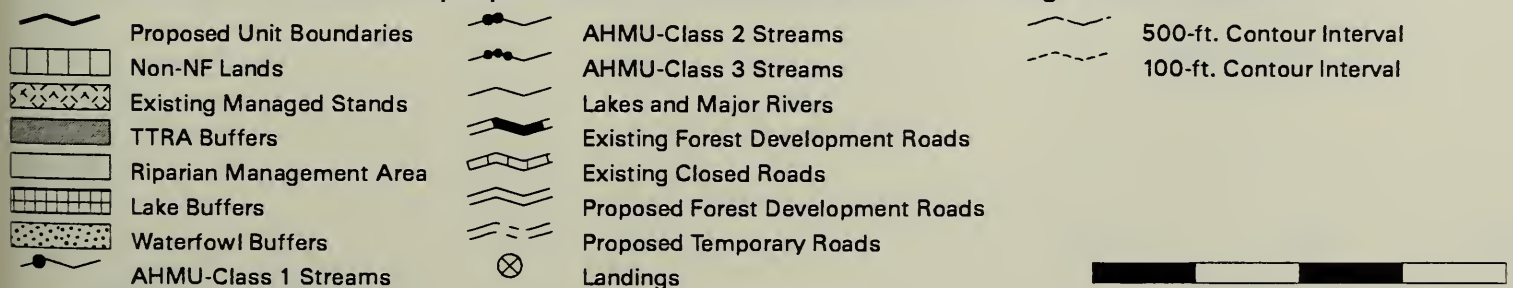 Proposed Unit Boundaries
Non-NF Lands
Existing Managed Stands
TTRA Buffers
Riparian Management Area
Lake Buffers
Waterfowl Buffers
AHMU-Class 1 Streams
AHMU-Class 2 Streams
AHMU-Class 3 Streams
Lakes and Major Rivers
Existing Forest Development Roads
Existing Closed Roads
Proposed Forest Development Roads
Proposed Temporary Roads
Landings
500-ft. Contour Interval
100-ft. Contour Interval